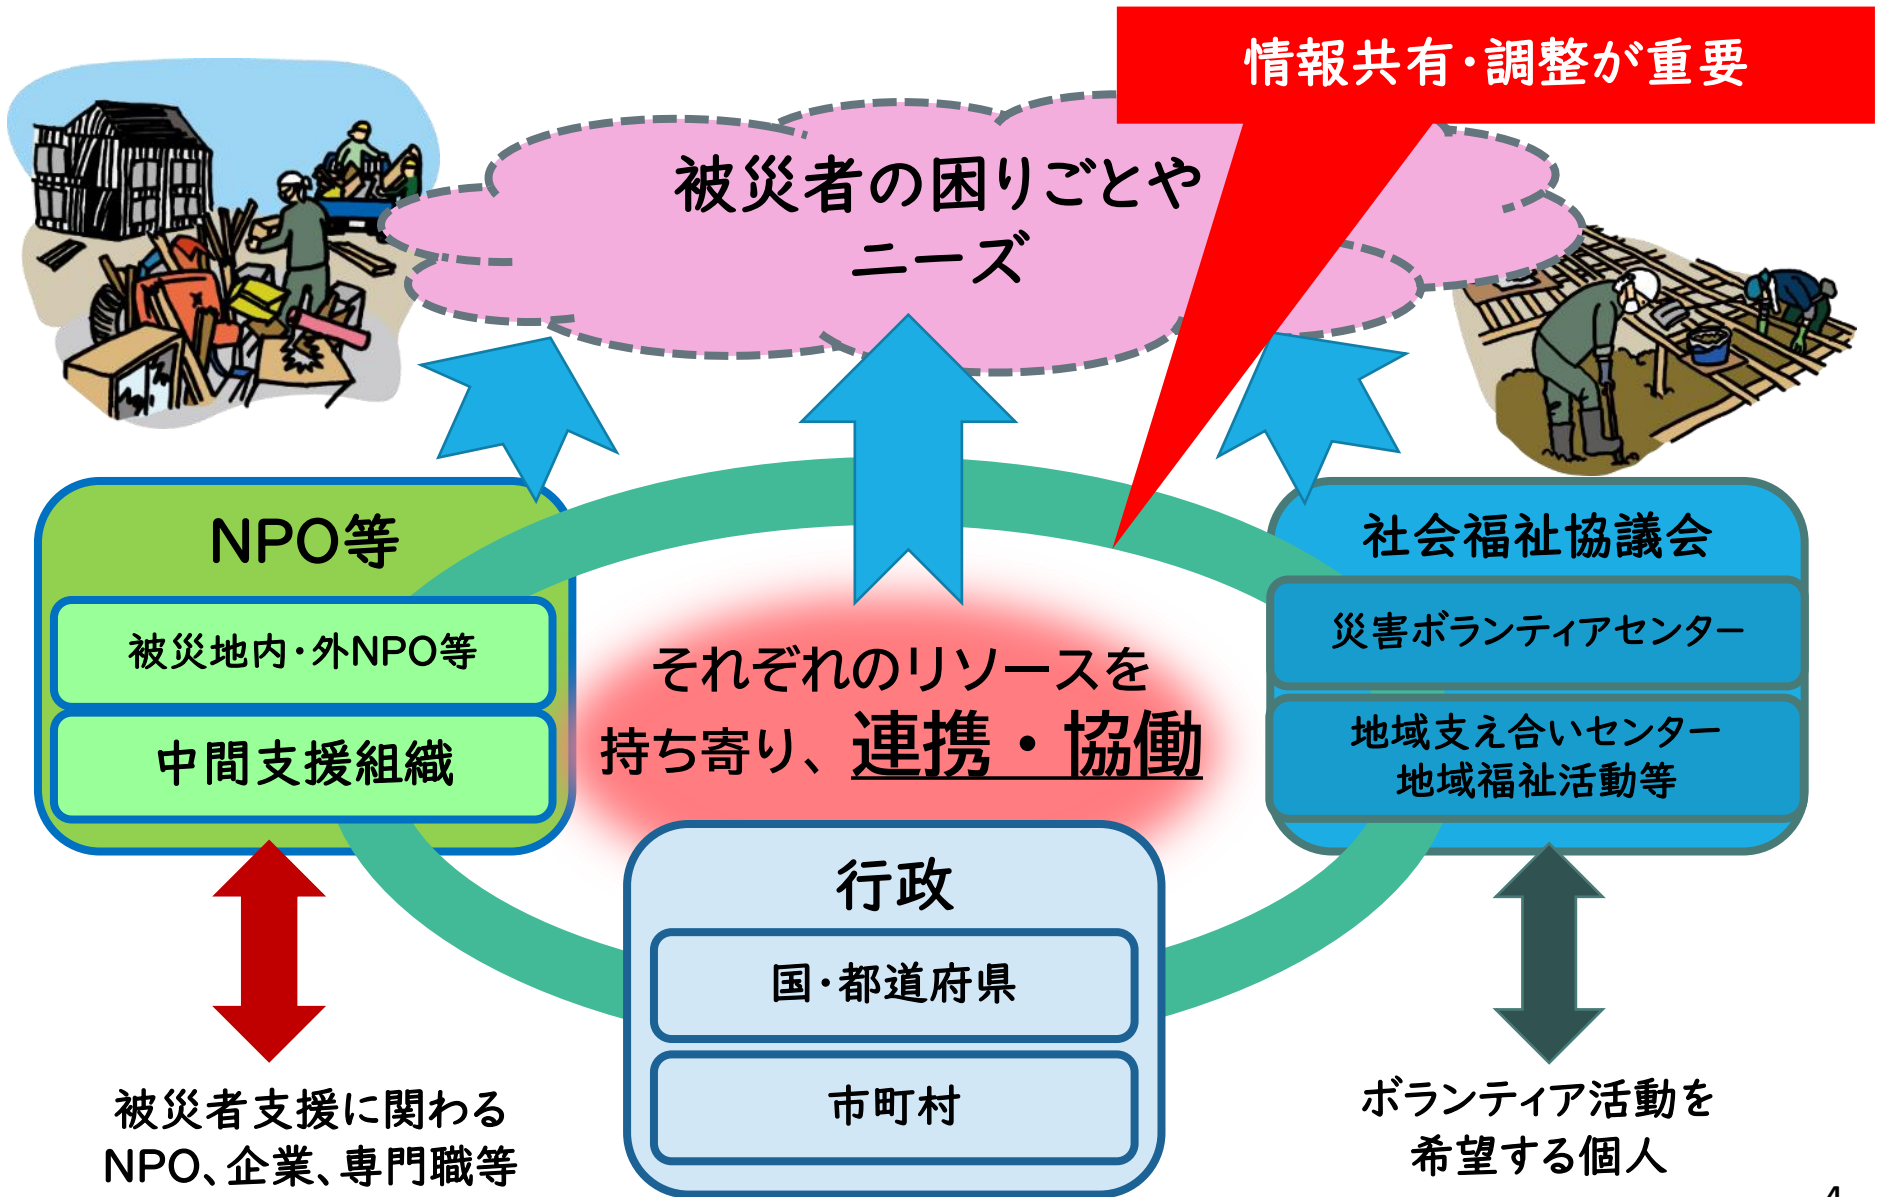 情報共有・調整が重要
被災者の困りごとや
ニーズ
NPO等
被災地内・外NPO等
中間支援組織
社会福祉協議会
災害ボランティアセンター
地域支え合いセンター
地域福祉活動等
それぞれのリソースを
持ち寄り、連携・協働
行政
国・都道府県
市町村
被災者支援に関わる
NPO、企業、専門職等
ボランティア活動を
希望する個人
4